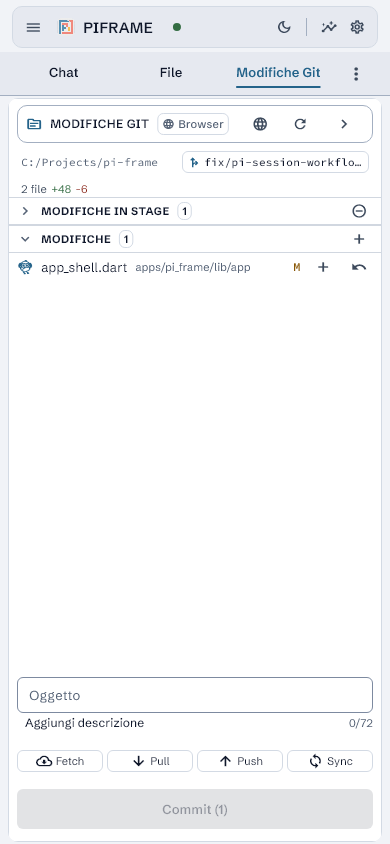 PIFRAME
Chat File Modifiche Git
MODIFICHE GIT Browser
C:/Projects/pi-frame fix/pi-session-workflo…
2 file +48 -6
MODIFICHE IN STAGE 1
MODIFICHE 1
app_shell.dart apps/pi_frame/lib/app M
Oggetto
Aggiungi descrizione 0/72
Fetch Pull Push Sync
Commit (1)